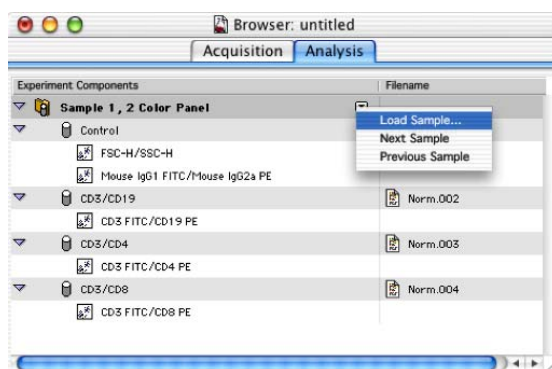 Browser: untitled
Acquisition Analysis
Experiment Components Filename
Sample 1, 2 Color Panel
Load Sample...
Next Sample
Previous Sample
Control
FSC-H/SSC-H
Mouse IgG1 FITC/Mouse IgG2a PE
CD3/CD19 Norm.002
CD3 FITC/CD19 PE
CD3/CD4 Norm.003
CD3 FITC/CD4 PE
CD3/CD8 Norm.004
CD3 FITC/CD8 PE